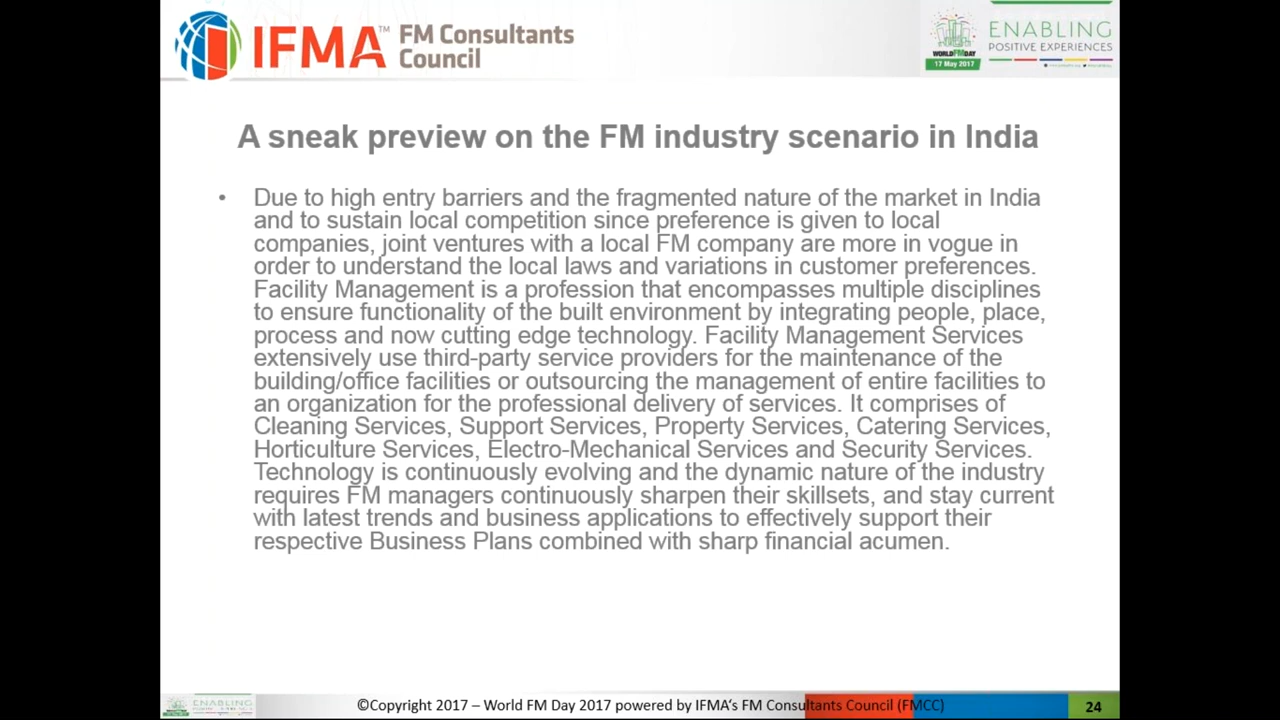 IFMA™ FM Consultants
Council
WORLD FM DAY
17 May 2017
ENABLING
POSITIVE EXPERIENCES
A sneak preview on the FM industry scenario in India
• Due to high entry barriers and the fragmented nature of the market in India
and to sustain local competition since preference is given to local
companies, joint ventures with a local FM company are more in vogue in
order to understand the local laws and variations in customer preferences.
Facility Management is a profession that encompasses multiple disciplines
to ensure functionality of the built environment by integrating people, place,
process and now cutting edge technology. Facility Management Services
extensively use third-party service providers for the maintenance of the
building/office facilities or outsourcing the management of entire facilities to
an organization for the professional delivery of services. It comprises of
Cleaning Services, Support Services, Property Services, Catering Services,
Horticulture Services, Electro-Mechanical Services and Security Services.
Technology is continuously evolving and the dynamic nature of the industry
requires FM managers continuously sharpen their skillsets, and stay current
with latest trends and business applications to effectively support their
respective Business Plans combined with sharp financial acumen.
ENABLING
©Copyright 2017 – World FM Day 2017 powered by IFMA's FM Consultants Council (FMCC)
24